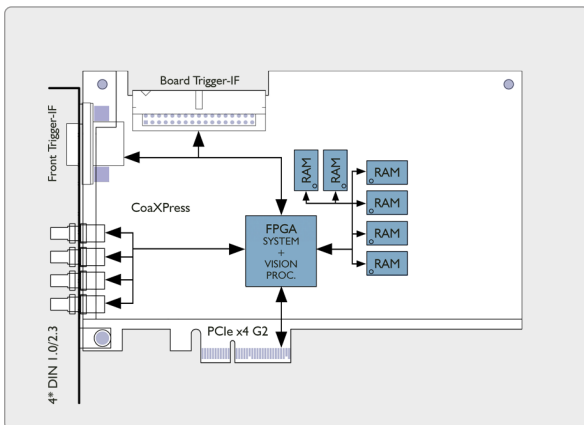 Board Trigger-IF
Front Trigger-IF
RAM
RAM
RAM
RAM
RAM
RAM
CoaXPress
FPGA
SYSTEM
+
VISION
PROC.
PCIe x4 G2
4* DIN 1.0/2.3